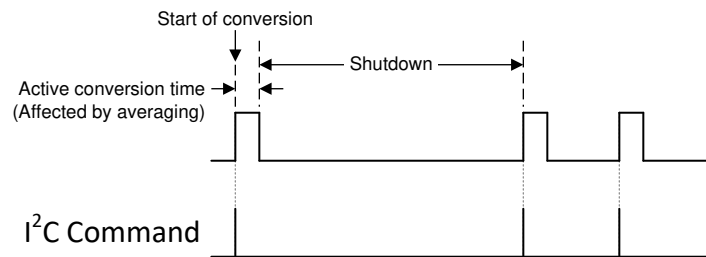 Start of conversion
Shutdown
Active conversion time
(Affected by averaging)
I²C Command